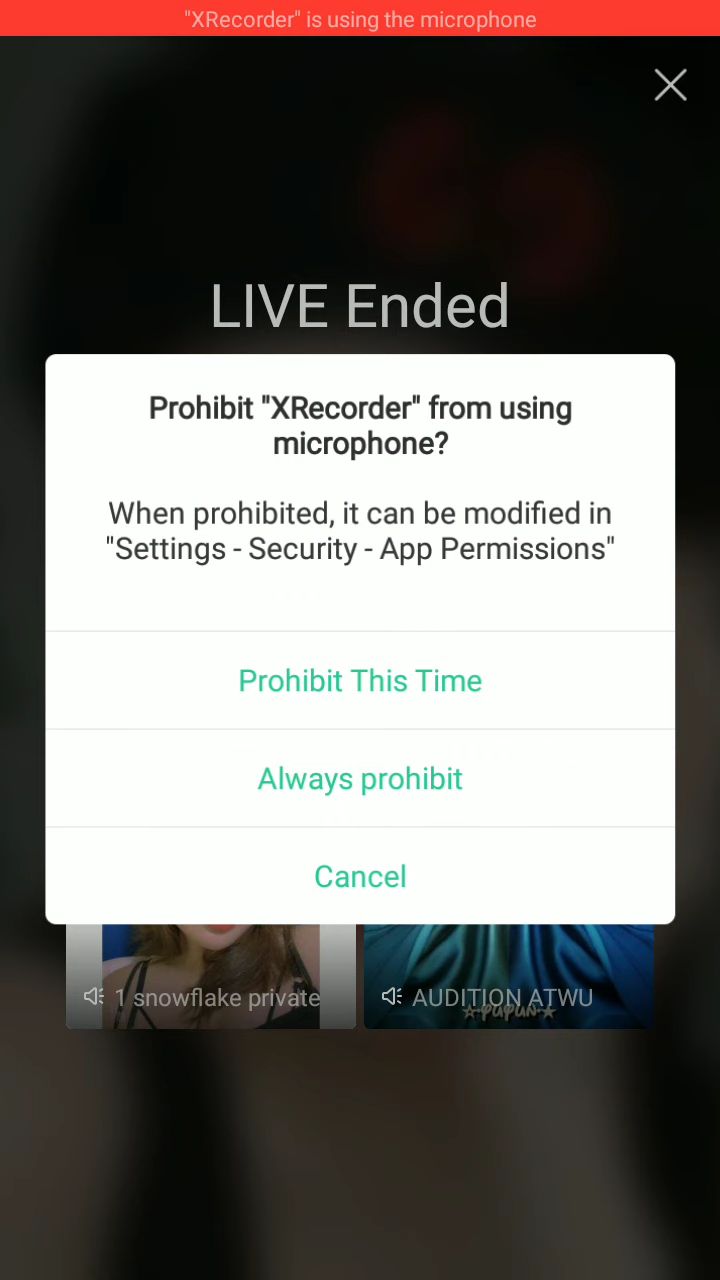 "XRecorder" is using the microphone
LIVE Ended
Prohibit "XRecorder" from using
microphone?
When prohibited, it can be modified in
"Settings - Security - App Permissions"
Prohibit This Time
Always prohibit
Cancel
1 snowflake private
AUDITION ATWU
☆PaPaN★